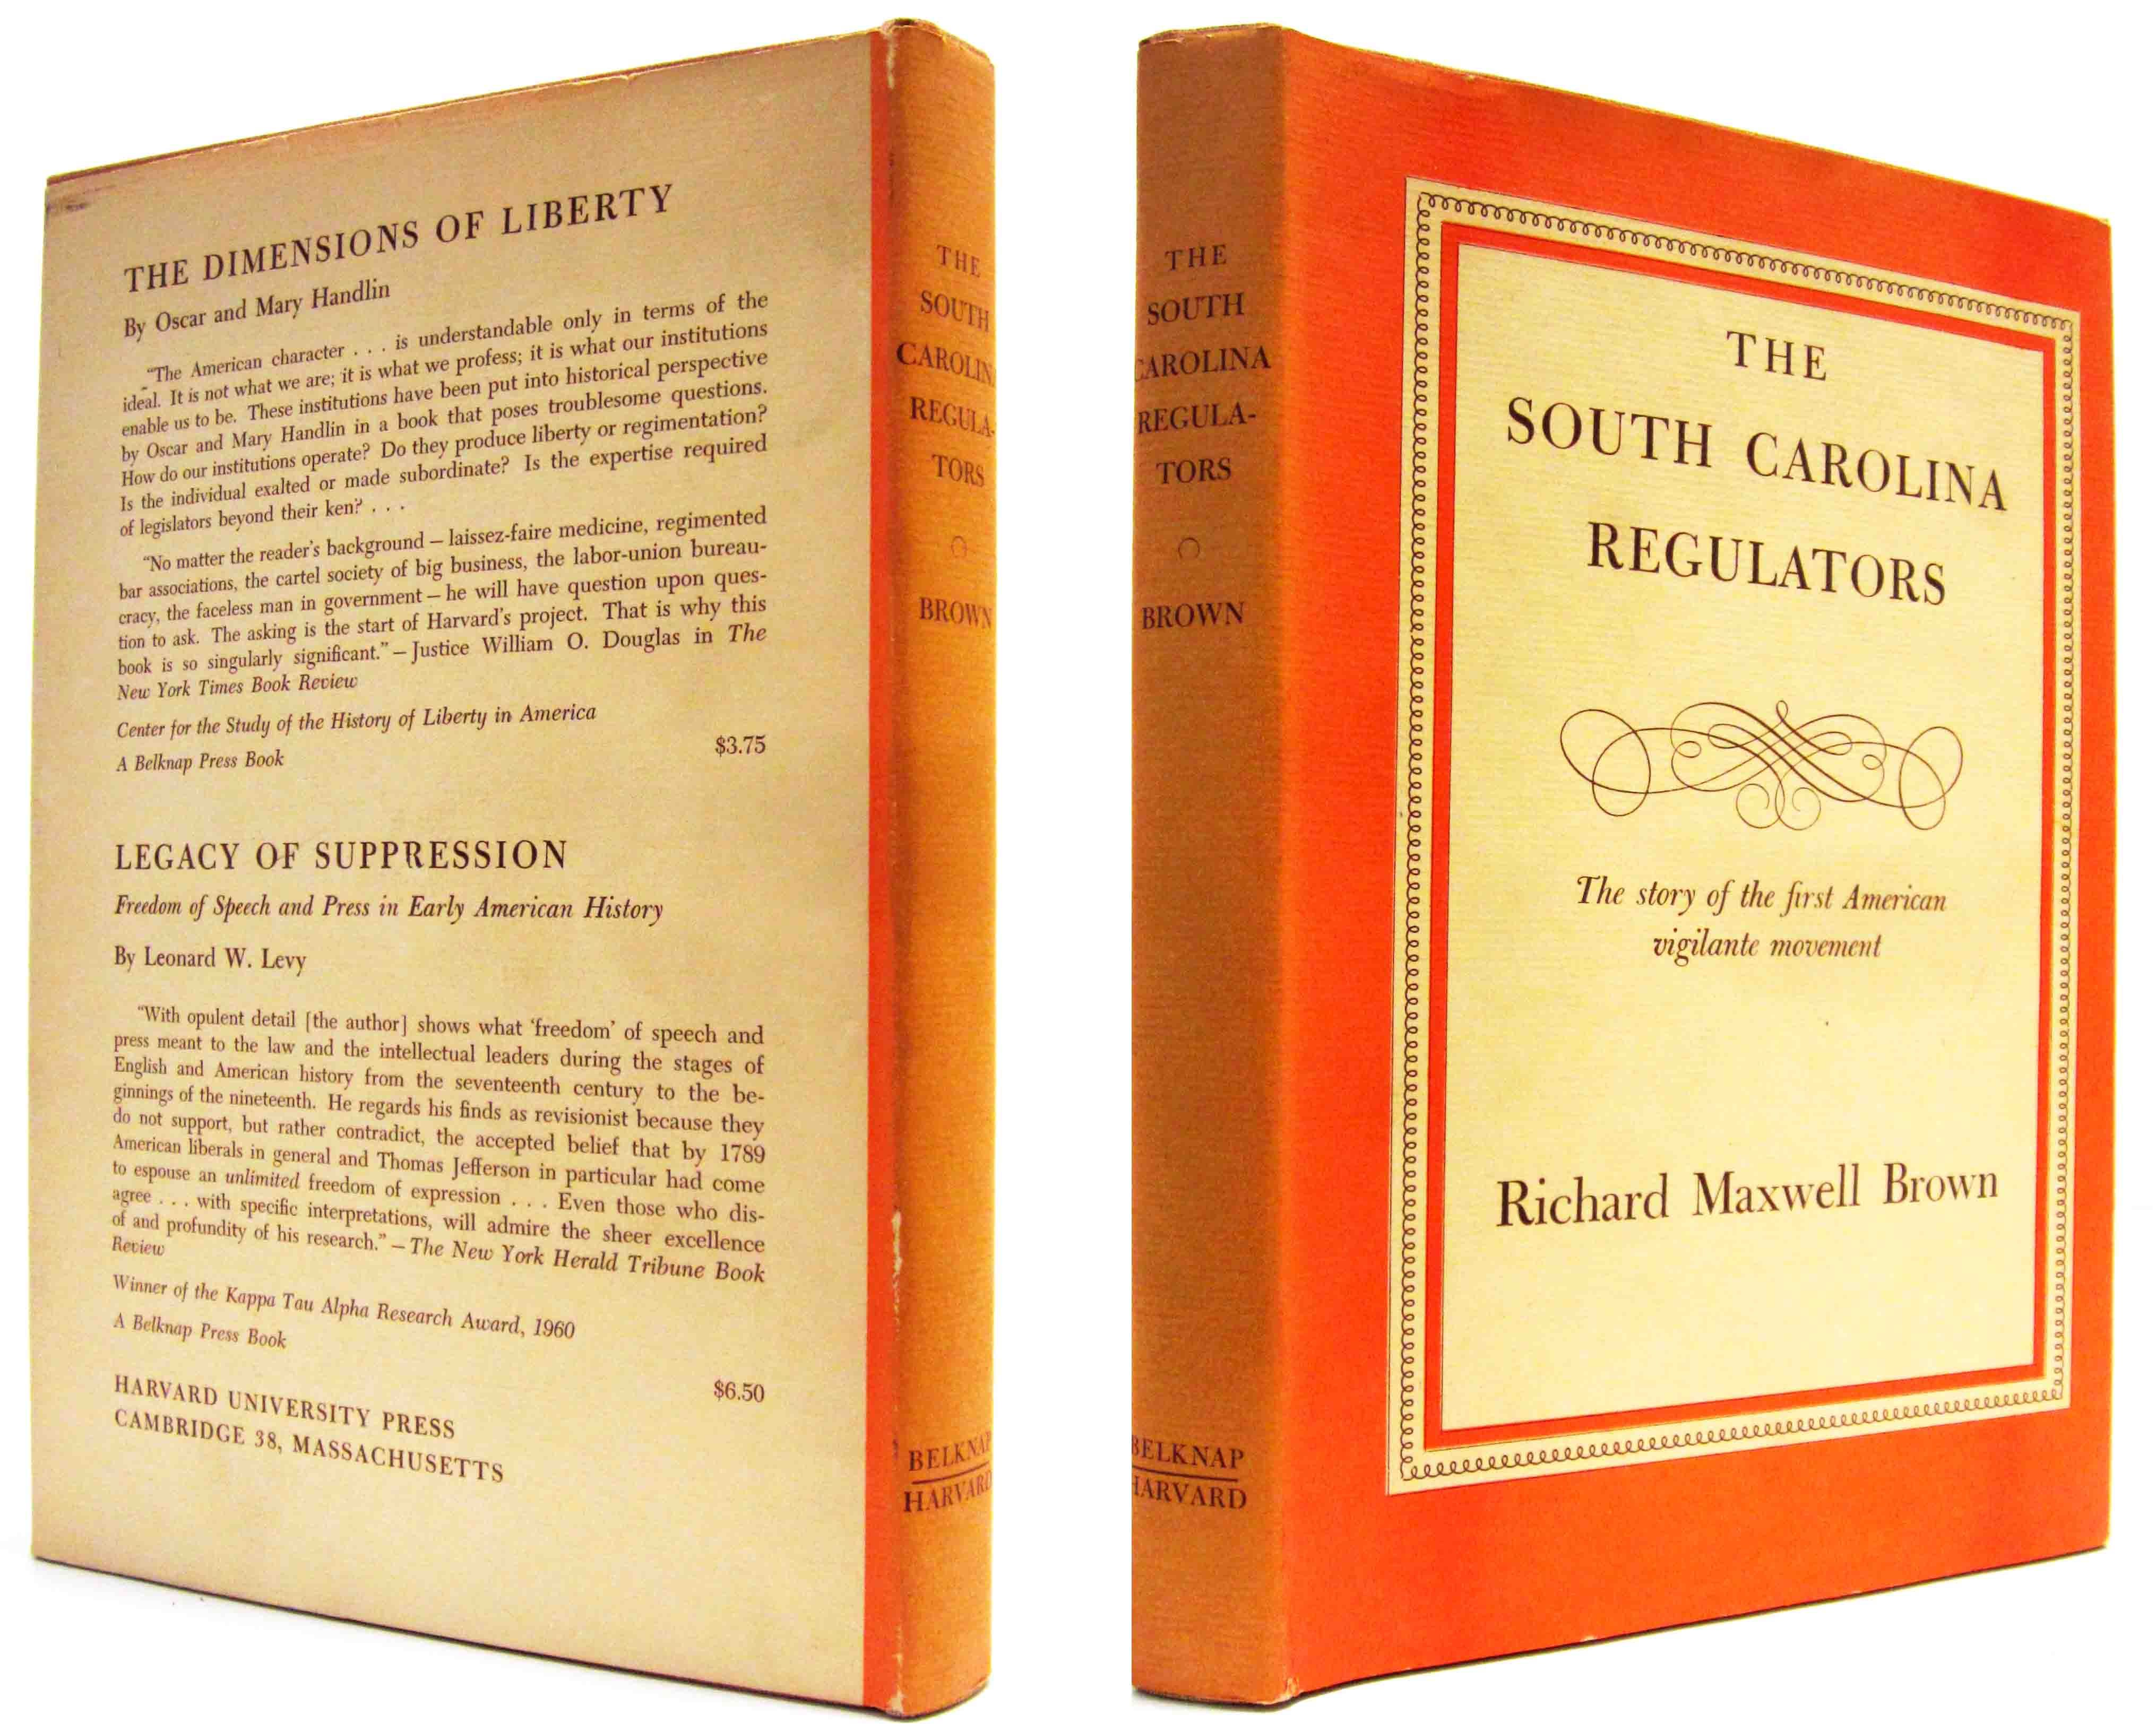 THE DIMENSIONS OF LIBERTY
By Oscar and Mary Handlin
"The American character . . . is understandable only in terms of the
ideal. It is not what we are; it is what we profess; it is what our institutions
enable us to be. These institutions have been put into historical perspective
by Oscar and Mary Handlin in a book that poses troublesome questions.
How do our institutions operate? Do they produce liberty or regimentation?
Is the individual exalted or made subordinate? Is the expertise required
of legislators beyond their ken? . . .
"No matter the reader's background – laissez-faire medicine, regimented
bar associations, the cartel society of big business, the labor-union bureau-
cracy, the faceless man in government – he will have question upon ques-
tion to ask. The asking is the start of Harvard's project. That is why this
book is so singularly significant." – Justice William O. Douglas in The
New York Times Book Review
Center for the Study of the History of Liberty in America
A Belknap Press Book
$3.75
LEGACY OF SUPPRESSION
Freedom of Speech and Press in Early American History
By Leonard W. Levy
"With opulent detail [the author] shows what 'freedom' of speech and
press meant to the law and the intellectual leaders during the stages of
English and American history from the seventeenth century to the be-
ginnings of the nineteenth. He regards his finds as revisionist because they
do not support, but rather contradict, the accepted belief that by 1789
American liberals in general and Thomas Jefferson in particular had come
to espouse an unlimited freedom of expression . . . Even those who dis-
agree . . . with specific interpretations, will admire the sheer excellence
of and profundity of his research." – The New York Herald Tribune Book
Review
Winner of the Kappa Tau Alpha Research Award, 1960
A Belknap Press Book
$6.50
HARVARD UNIVERSITY PRESS
CAMBRIDGE 38, MASSACHUSETTS
THE
SOUTH
CAROLINA
REGULA-
TORS
BROWN
BELKNAP
HARVARD
THE
SOUTH
CAROLINA
REGULA-
TORS
BROWN
BELKNAP
HARVARD
THE
SOUTH CAROLINA
REGULATORS
The story of the first American
vigilante movement
Richard Maxwell Brown